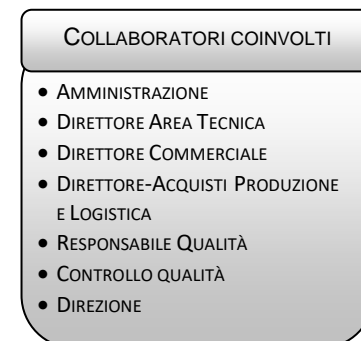 COLLABORATORI COINVOLTI
• AMMINISTRAZIONE
• DIRETTORE AREA TECNICA
• DIRETTORE COMMERCIALE
• DIRETTORE-ACQUISTI PRODUZIONE
E LOGISTICA
• RESPONSABILE QUALITÀ
• CONTROLLO QUALITÀ
• DIREZIONE